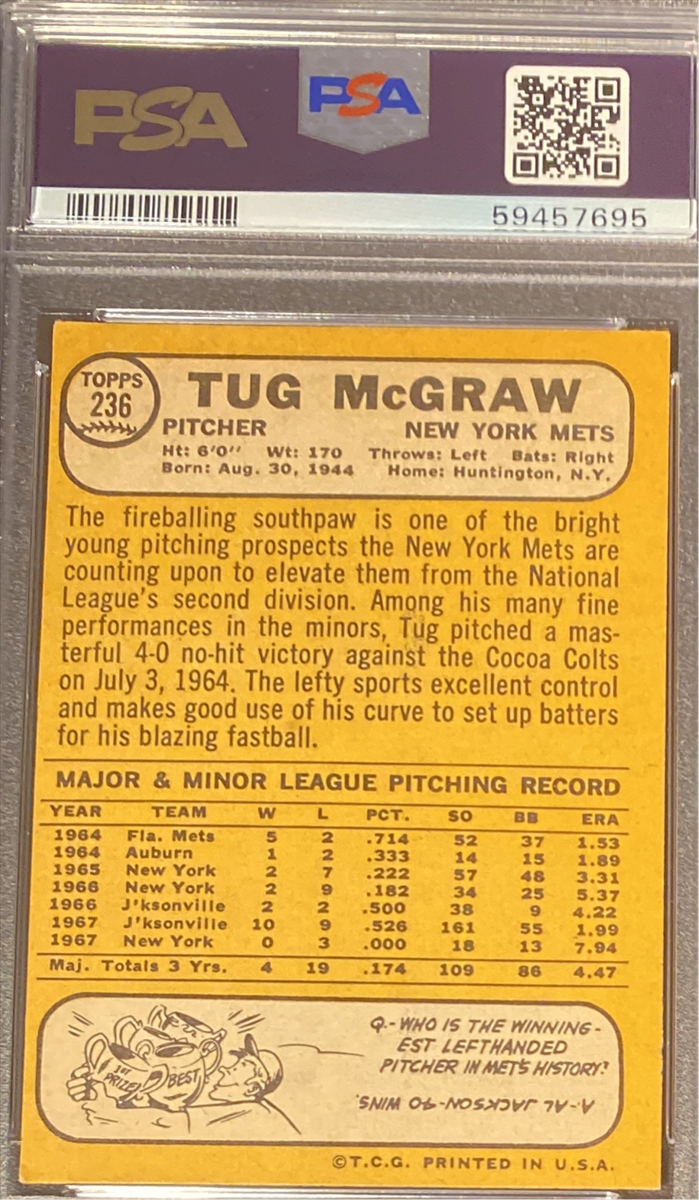 PSA
PSA
59457695
TOPPS
236
TUG McGRAW
PITCHER NEW YORK METS
Ht: 6'0" Wt: 170 Throws: Left Bats: Right
Born: Aug. 30, 1944 Home: Huntington, N.Y.
The fireballing southpaw is one of the bright
young pitching prospects the New York Mets are
counting upon to elevate them from the National
League's second division. Among his many fine
performances in the minors, Tug pitched a mas-
terful 4-0 no-hit victory against the Cocoa Colts
on July 3, 1964. The lefty sports excellent control
and makes good use of his curve to set up batters
for his blazing fastball.
MAJOR & MINOR LEAGUE PITCHING RECORD
YEAR TEAM W L PCT. SO BB ERA
1964 Fla. Mets 5 2 .714 52 37 1.53
1964 Auburn 1 2 .333 14 15 1.89
1965 New York 2 7 .222 57 48 3.31
1966 New York 2 9 .182 34 25 5.37
1966 J'ksonville 2 2 .500 38 9 4.22
1967 J'ksonville 10 9 .526 161 55 1.99
1967 New York 0 3 .000 18 13 7.94
Maj. Totals 3 Yrs. 4 19 .174 109 86 4.47
1ST PRIZE
BEST
Q.-WHO IS THE WINNING-
EST LEFTHANDED
PITCHER IN METS HISTORY?
A.-AL JACKSON-40 WINS.
©T.C.G. PRINTED IN U.S.A.